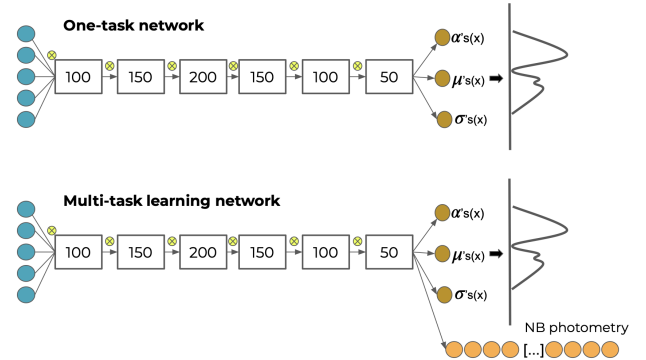 One-task network
100 150 200 150 100 50
α's(x)
μ's(x)
σ's(x)
Multi-task learning network
100 150 200 150 100 50
α's(x)
μ's(x)
σ's(x)
NB photometry
[...]